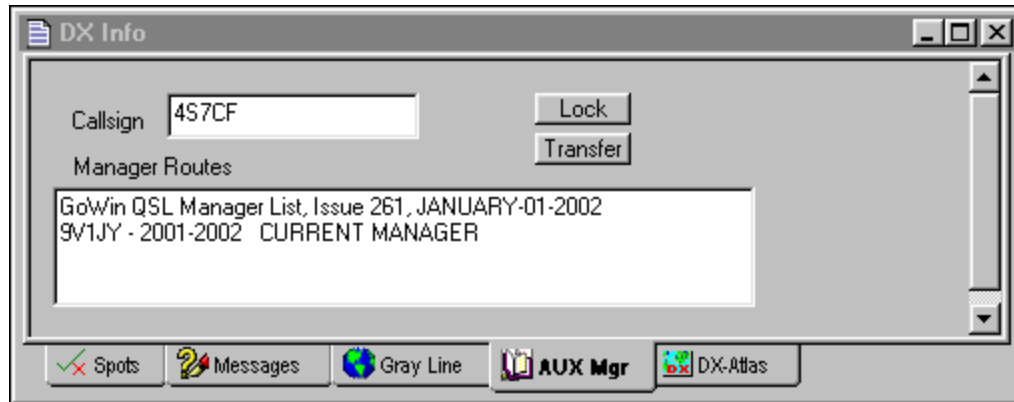 DX Info
Callsign 4S7CF Lock
Transfer
Manager Routes
GoWin QSL Manager List, Issue 261, JANUARY-01-2002
9V1JY - 2001-2002 CURRENT MANAGER
Spots Messages Gray Line AUX Mgr DX-Atlas